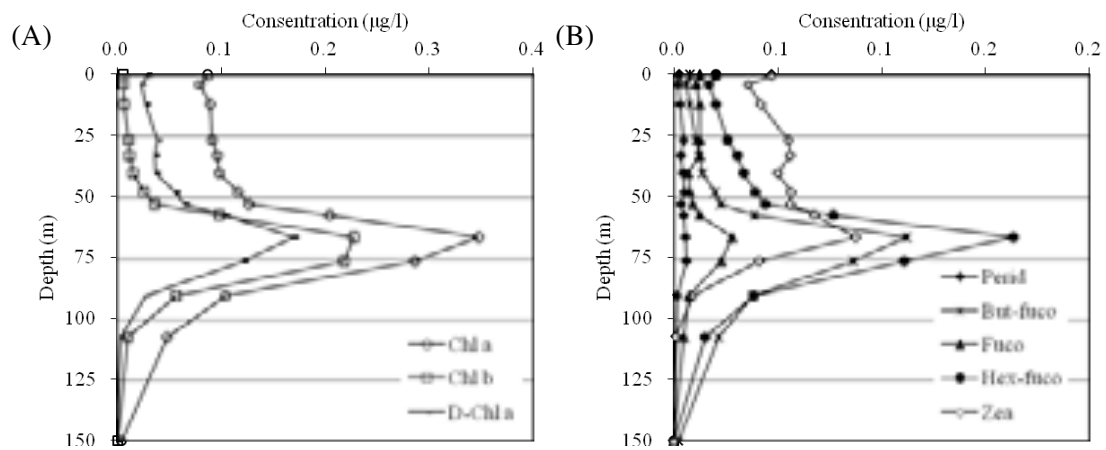 Consentration (µg/l)
(A)
0.0 0.1 0.2 0.3 0.4
0
25
50
75
100
125
150
Depth (m)
Chl a
Chl b
D-Chl a
Consentration (µg/l)
(B)
0.0 0.1 0.1 0.2 0.2
0
25
50
75
100
125
150
Depth (m)
Perid
But-fuco
Fuco
Hex-fuco
Zea